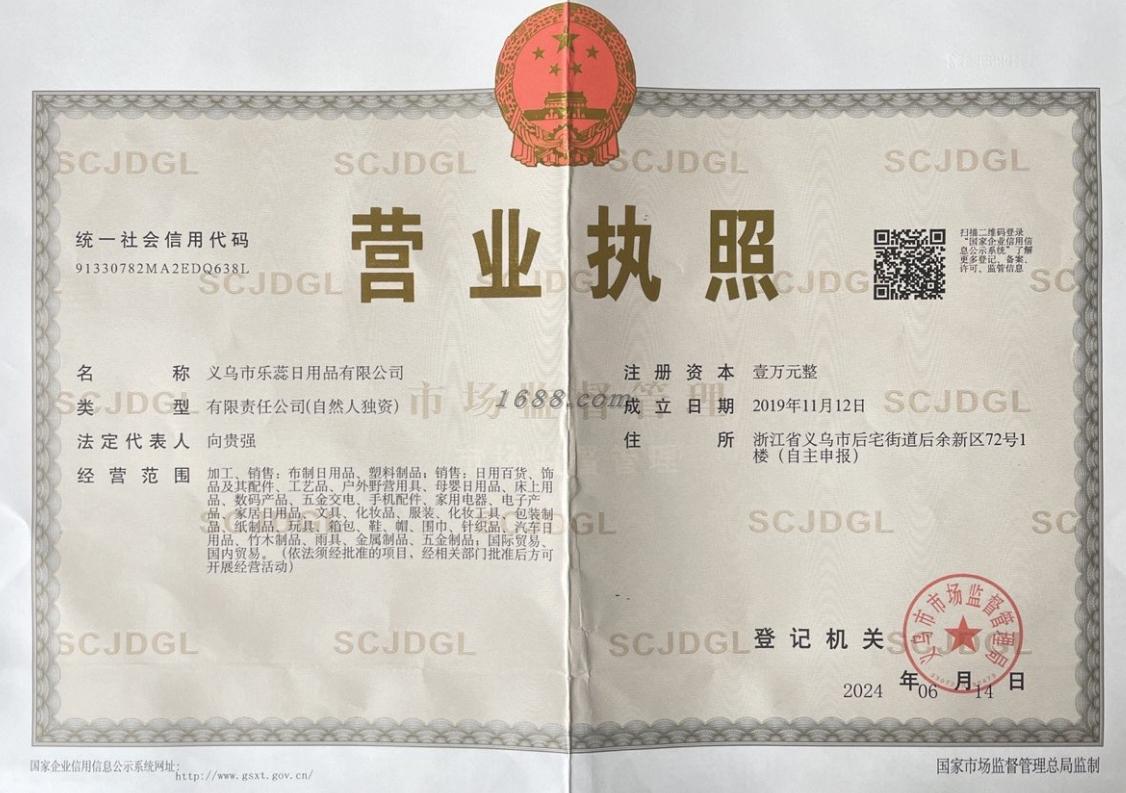 营业执照
统一社会信用代码
91330782MA2EDQ638L
扫描二维码登录
“国家企业信用信
息公示系统”了解
更多登记、备案、
许可、监管信息
名称 义乌市乐蕊日用品有限公司
类型 有限责任公司(自然人独资)
法定代表人 向贵强
经营范围 加工、销售：布制日用品、塑料制品；销售：日用百货、饰
品及其配件、工艺品、户外野营用具、母婴日用品、床上用
品、数码产品、五金交电、手机配件、家用电器、电子产
品、家居日用品、文具、化妆品、服装、化妆工具、包装制
品、纸制品、玩具、箱包、鞋、帽、围巾、针织品、汽车日
用品、竹木制品、雨具、金属制品、五金制品；国际贸易、
国内贸易。（依法须经批准的项目，经相关部门批准后方可
开展经营活动）
注册资本 壹万元整
成立日期 2019年11月12日
住所 浙江省义乌市后宅街道后余新区72号1
楼（自主申报）
1688.com
市场监督管理
SCJDGL
登记机关
义乌市市场监督管理局
2024年06月14日
国家企业信用信息公示系统网址：
http://www.gsxt.gov.cn/
国家市场监督管理总局监制